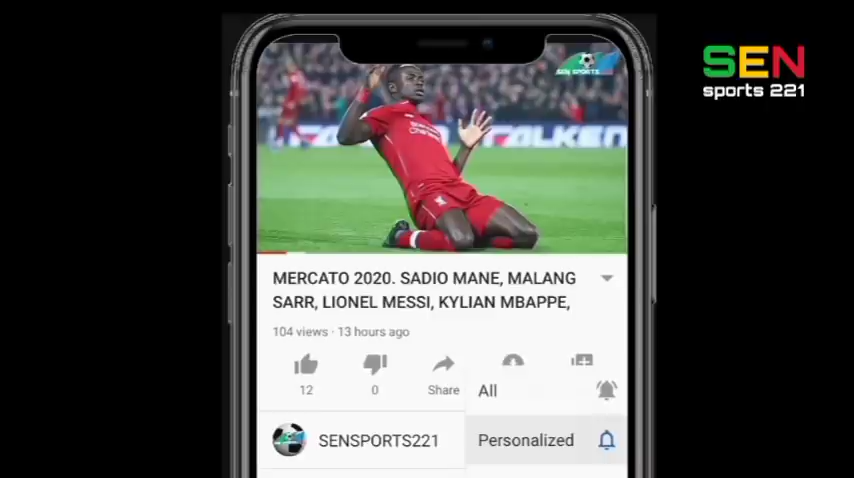 SEN
sports 221
SEN SPORTS
FALKEN
MERCATO 2020. SADIO MANE, MALANG
SARR, LIONEL MESSI, KYLIAN MBAPPE,
104 views · 13 hours ago
12
0
Share
All
SENSPORTS221
Personalized